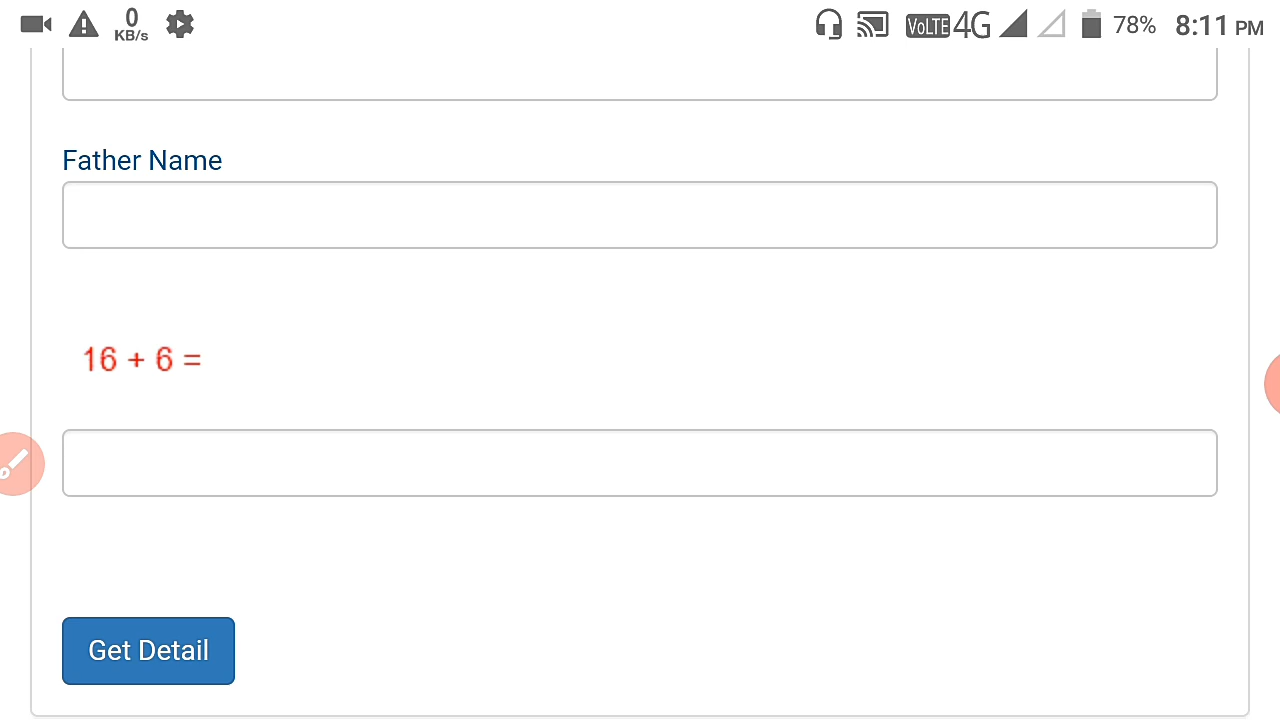 0
KB/s
VoLTE 4G 78% 8:11 PM
Father Name
16 + 6 =
Get Detail